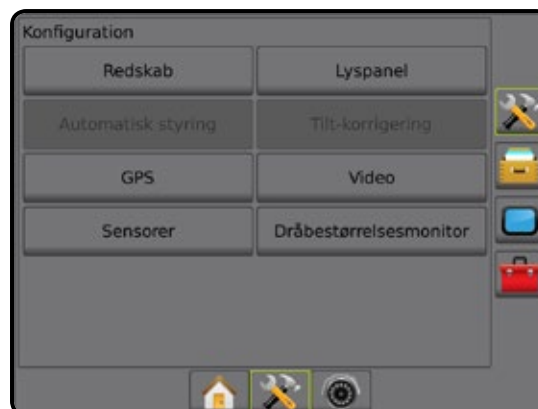 Konfiguration
Redskab Lyspanel
Automatisk styring Tilt-korrigering
GPS Video
Sensorer Dråbestørrelsesmonitor